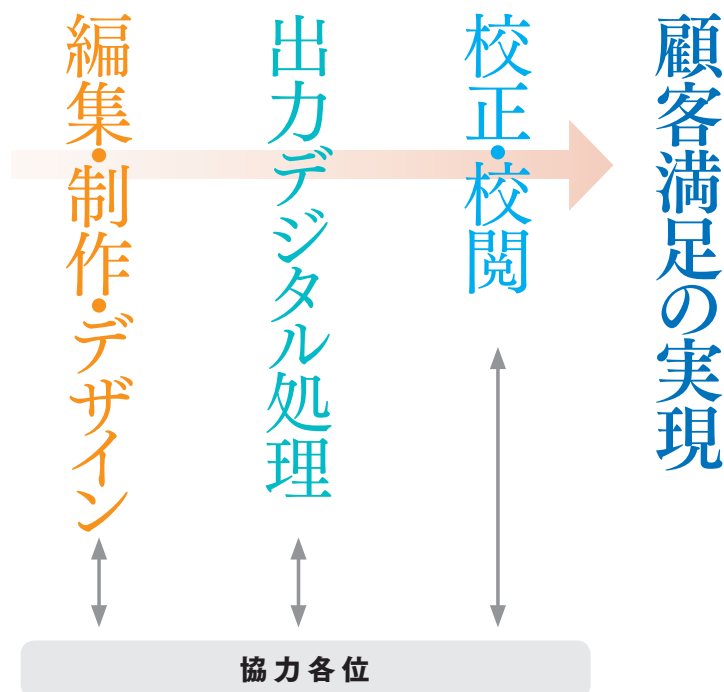 編集・制作・デザイン
出力デジタル処理
校正・校閲
顧客満足の実現
協力各位